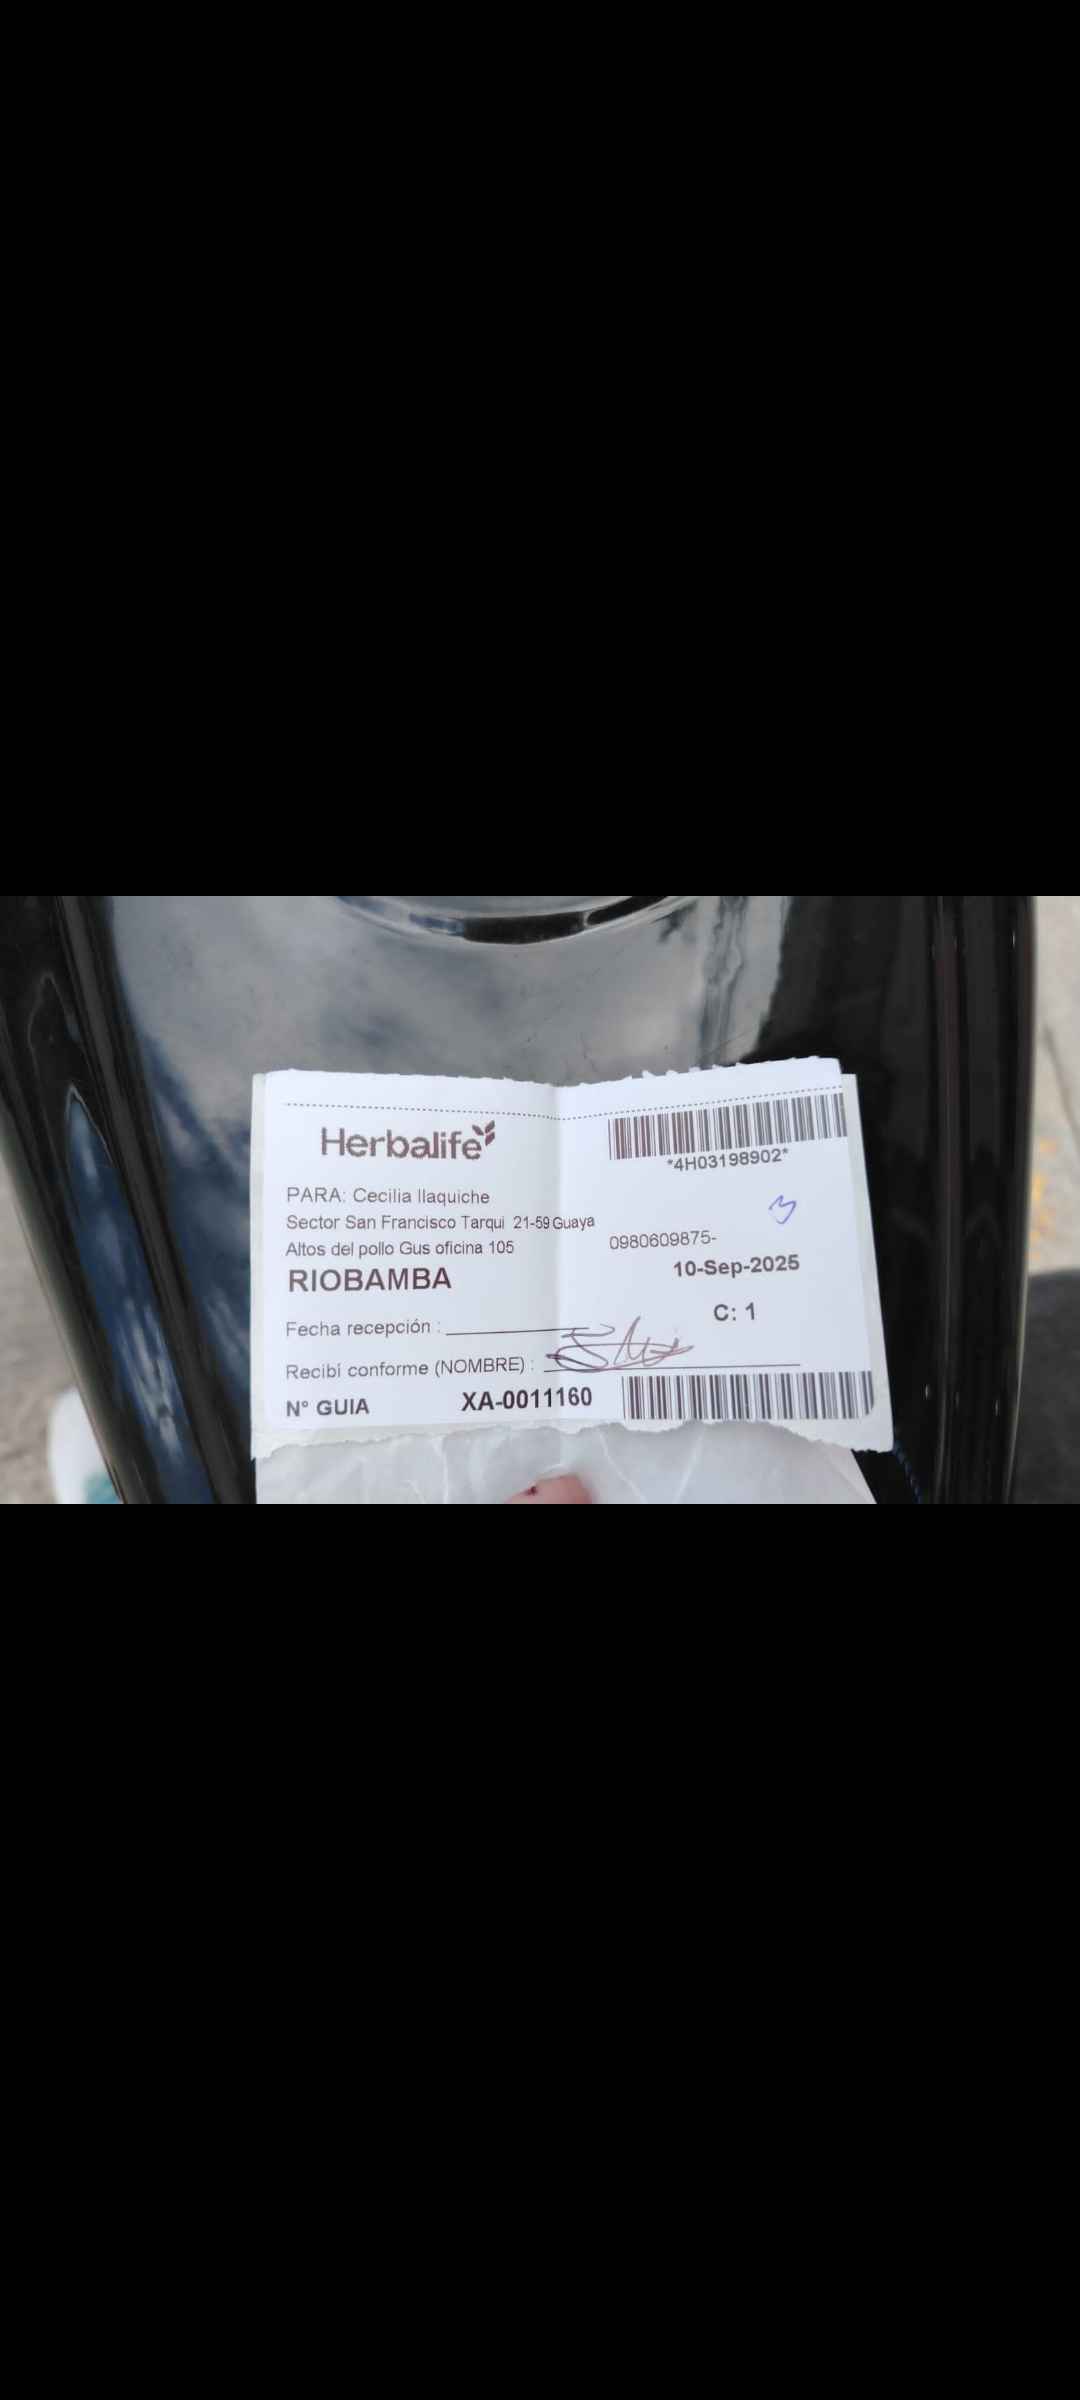 Herbalife
*4H03198902*
PARA: Cecilia llaquiche
Sector San Francisco Tarqui 21-59 Guaya
Altos del pollo Gus oficina 105
0980609875-
RIOBAMBA
10-Sep-2025
C: 1
Fecha recepción :
Recibí conforme (NOMBRE) :
N° GUIA XA-0011160